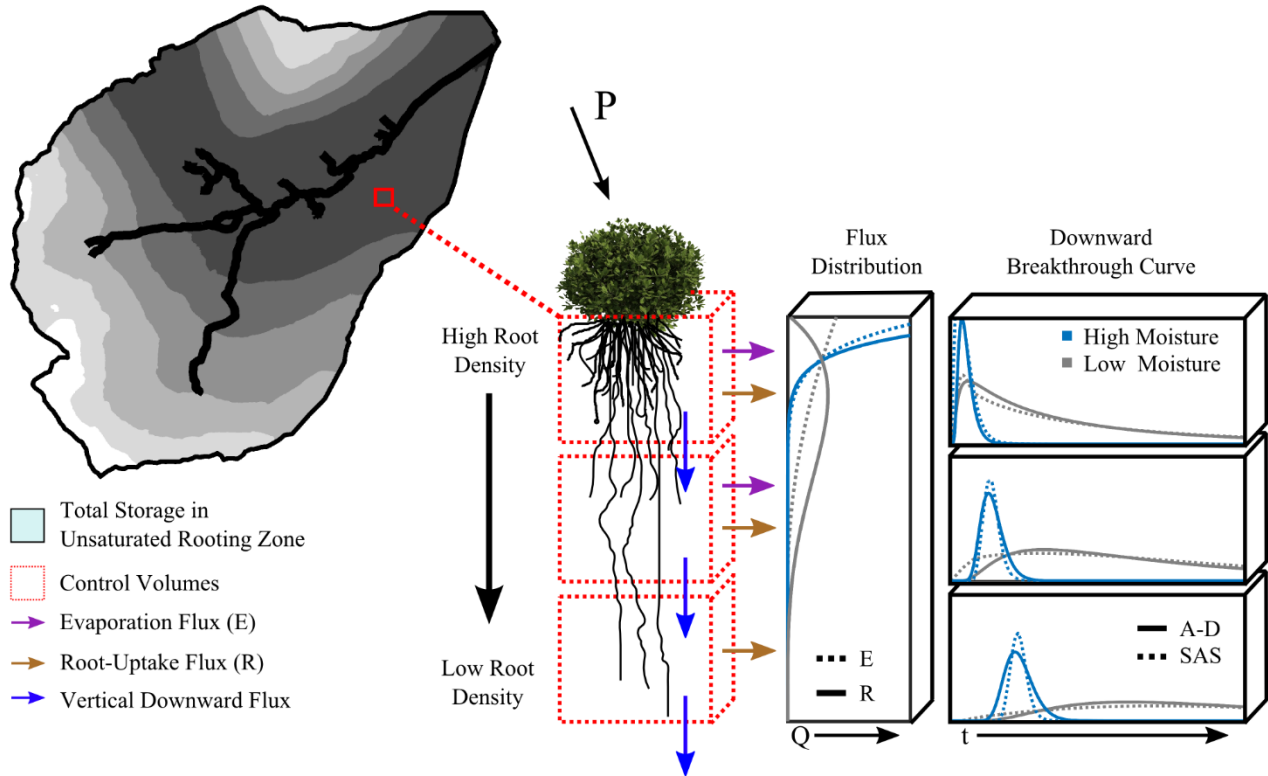 P
Flux
Distribution
Downward
Breakthrough Curve
High Root
Density
High Moisture
Low Moisture
Total Storage in
Unsaturated Rooting Zone
Control Volumes
Evaporation Flux (E)
Root-Uptake Flux (R)
Vertical Downward Flux
Low Root
Density
E
R
A-D
SAS
Q
t